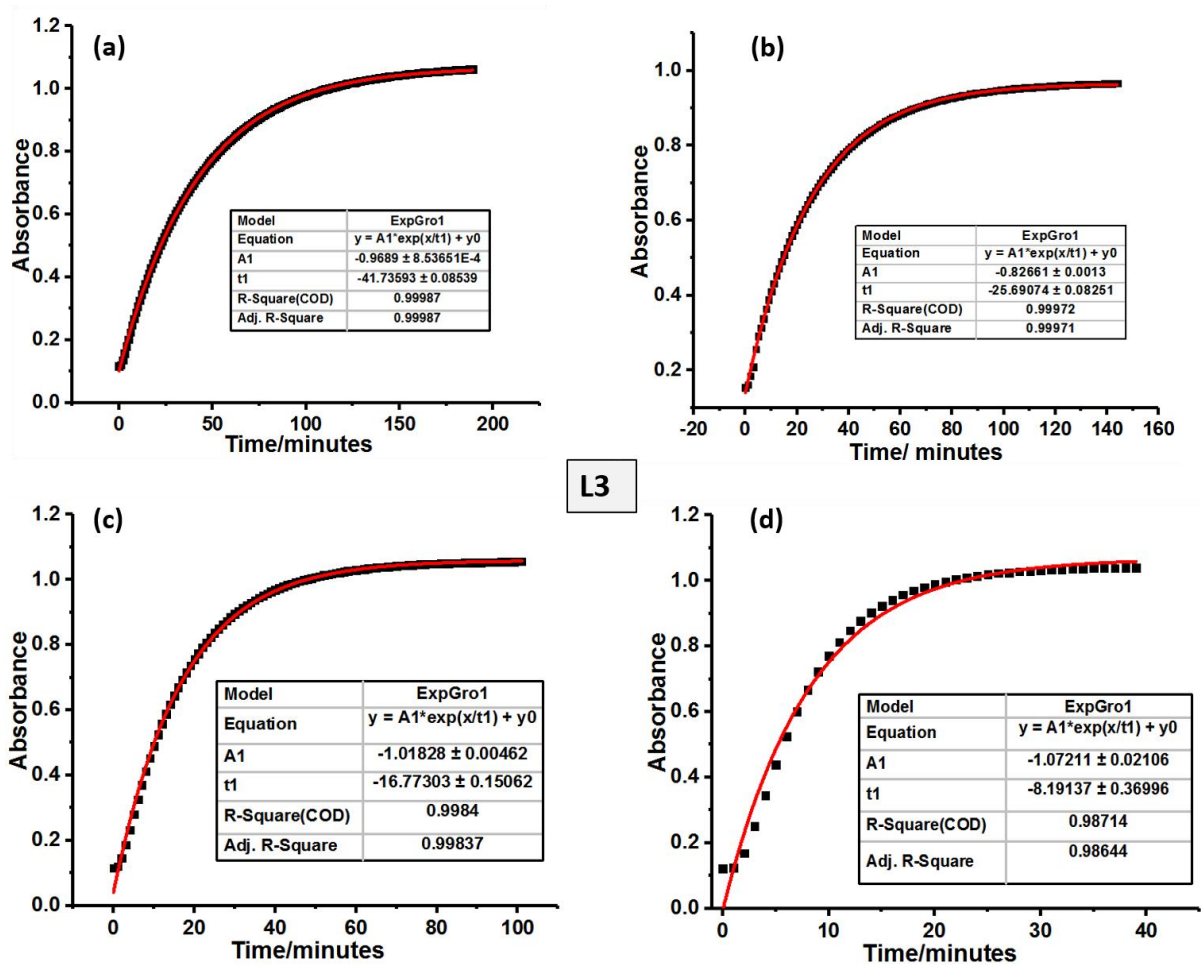 (a)
1.2
1.0
0.8
0.6
0.4
0.2
0.0
Absorbance
Model ExpGro1
Equation y = A1*exp(x/t1) + y0
A1 -0.9689 ± 8.53651E-4
t1 -41.73593 ± 0.08539
R-Square(COD) 0.99987
Adj. R-Square 0.99987
0 50 100 150 200
Time/minutes
(b)
1.0
0.8
0.6
0.4
0.2
Absorbance
Model ExpGro1
Equation y = A1*exp(x/t1) + y0
A1 -0.82661 ± 0.0013
t1 -25.69074 ± 0.08251
R-Square(COD) 0.99972
Adj. R-Square 0.99971
-20 0 20 40 60 80 100 120 140 160
Time/ minutes
L3
(c)
1.2
1.0
0.8
0.6
0.4
0.2
0.0
Absorbance
Model ExpGro1
Equation y = A1*exp(x/t1) + y0
A1 -1.01828 ± 0.00462
t1 -16.77303 ± 0.15062
R-Square(COD) 0.9984
Adj. R-Square 0.99837
0 20 40 60 80 100
Time/minutes
(d)
1.2
1.0
0.8
0.6
0.4
0.2
0.0
Absorbance
Model ExpGro1
Equation y = A1*exp(x/t1) + y0
A1 -1.07211 ± 0.02106
t1 -8.19137 ± 0.36996
R-Square(COD) 0.98714
Adj. R-Square 0.98644
0 10 20 30 40
Time/minutes